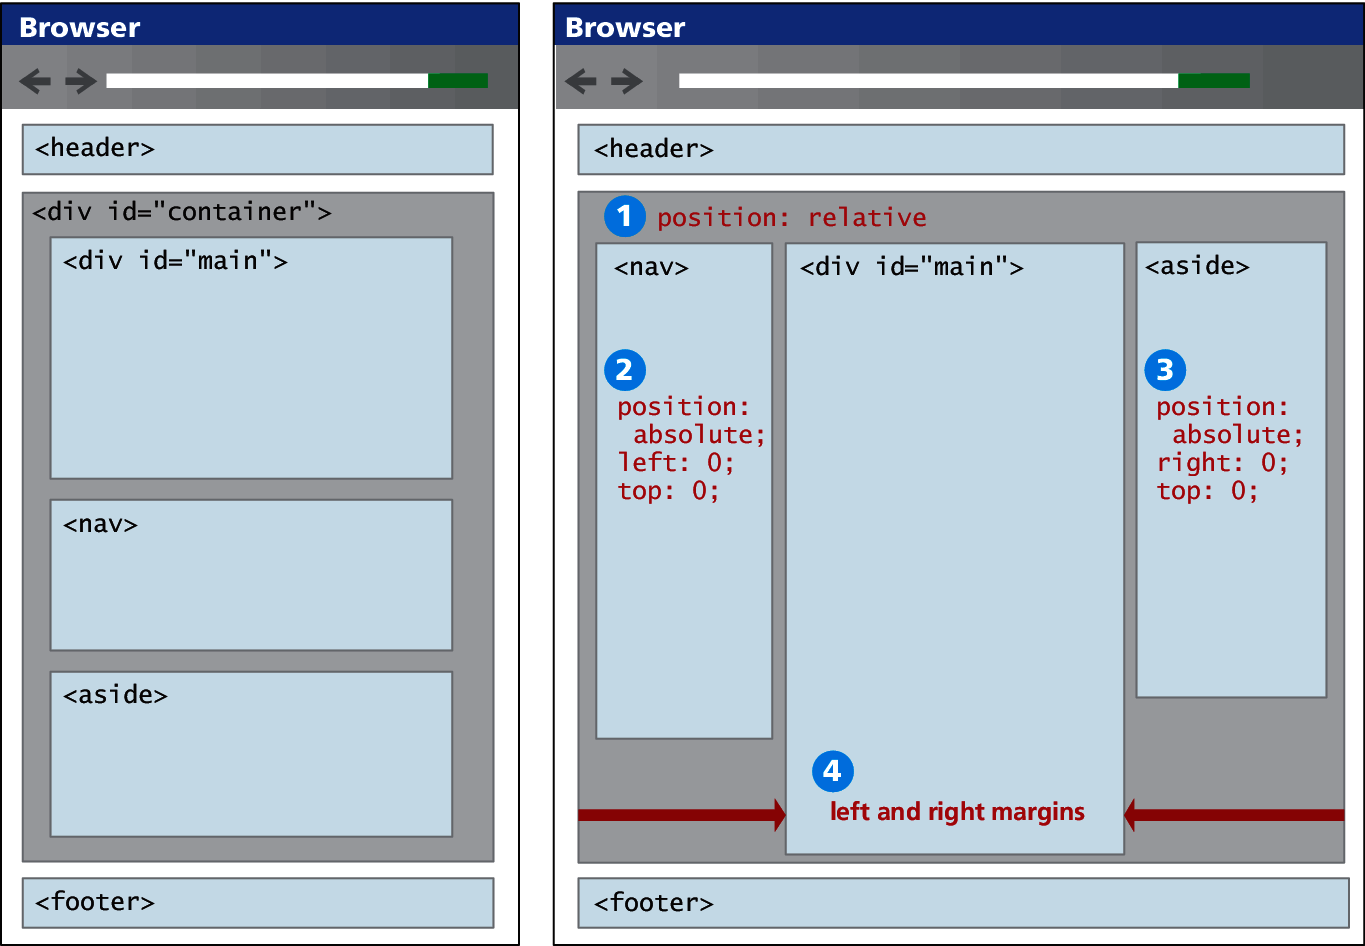 Browser
<header>
<div id="container">
<div id="main">
<nav>
<aside>
<footer>
Browser
<header>
1 position: relative
<nav>
2
position:
absolute;
left: 0;
top: 0;
<div id="main">
4
left and right margins
<aside>
3
position:
absolute;
right: 0;
top: 0;
<footer>